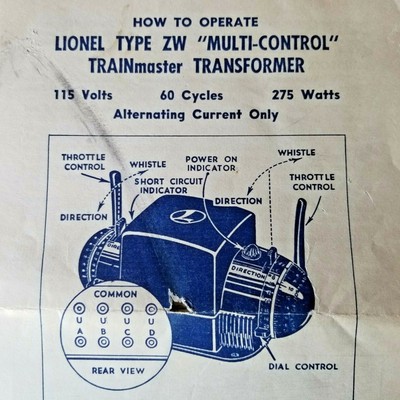 HOW TO OPERATE
LIONEL TYPE ZW "MULTI-CONTROL"
TRAINmaster TRANSFORMER
115 Volts 60 Cycles 275 Watts
Alternating Current Only
THROTTLE
CONTROL
WHISTLE
POWER ON
INDICATOR
WHISTLE
THROTTLE
CONTROL
SHORT CIRCUIT
INDICATOR
DIRECTION
DIRECTION
DIRECTION
DIRECTION
COMMON
U U U U
A B C D
REAR VIEW
DIAL CONTROL